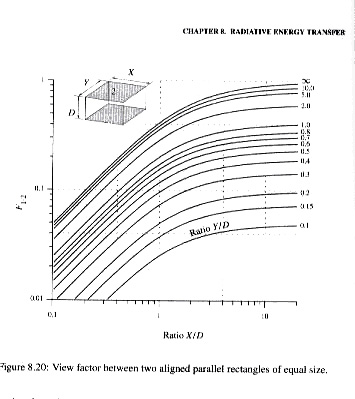 CHAPTER 8. RADIATIVE ENERGY TRANSFER
X
Y
2
D
1
∞
10.0
5.0
2.0
1.0
0.8
0.7
0.6
0.5
0.4
0.3
0.2
0.15
0.1
Ratio Y/D
F1-2
0.1
0.01
0.1
1
10
Ratio X/D
Figure 8.20: View factor between two aligned parallel rectangles of equal size.